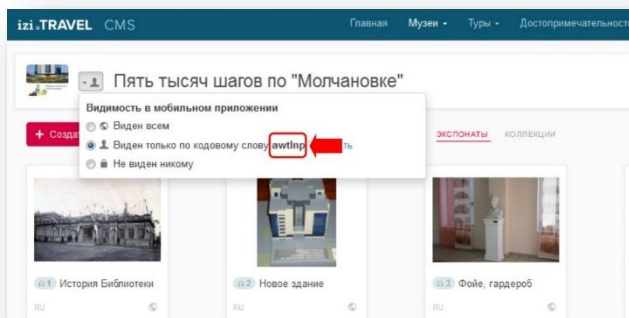 izi.TRAVEL CMS Главная Музеи Туры Достопримечательност
Пять тысяч шагов по "Молчановке"
Видимость в мобильном приложении
Виден всем
Виден только по кодовому слову awtlnp ть
Не виден никому
+ Созда
ЭКСПОНАТЫ КОЛЛЕКЦИИ
1 История Библиотеки
2 Новое здание
3 Фойе, гардероб
RU
RU
RU